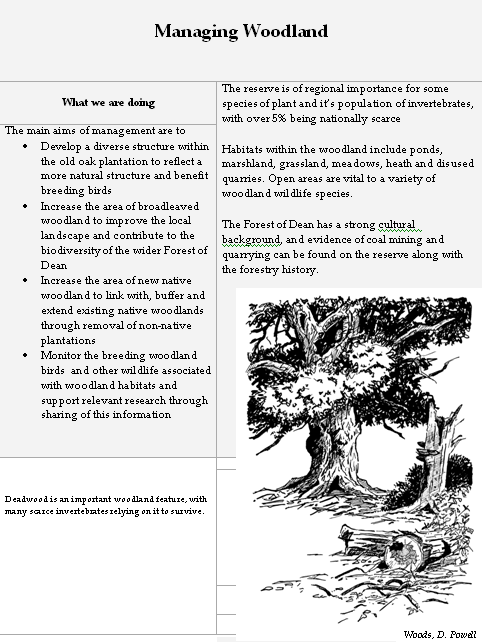 Managing Woodland
What we are doing
The main aims of management are to
• Develop a diverse structure within
the old oak plantation to reflect a
more natural structure and benefit
breeding birds
• Increase the area of broadleaved
woodland to improve the local
landscape and contribute to the
biodiversity of the wider Forest of
Dean
• Increase the area of new native
woodland to link with, buffer and
extend existing native woodlands
through removal of non-native
plantations
• Monitor the breeding woodland
birds and other wildlife associated
with woodland habitats and
support relevant research through
sharing of this information
Deadwood is an important woodland feature, with
many scarce invertebrates relying on it to survive.
The reserve is of regional importance for some
species of plant and it's population of invertebrates,
with over 5% being nationally scarce
Habitats within the woodland include ponds,
marshland, grassland, meadows, heath and disused
quarries. Open areas are vital to a variety of
woodland wildlife species.
The Forest of Dean has a strong cultural
background, and evidence of coal mining and
quarrying can be found on the reserve along with
the forestry history.
Woods, D. Powell